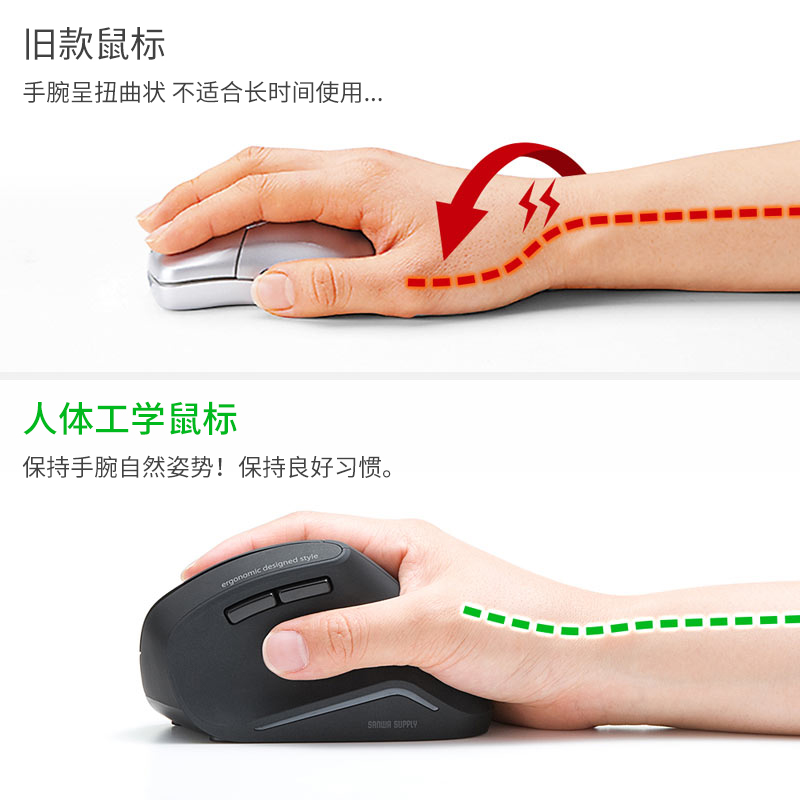 旧款鼠标
手腕呈扭曲状 不适合长时间使用...
人体工学鼠标
保持手腕自然姿势！保持良好习惯。
ergonomic designed style
SANWA SUPPLY